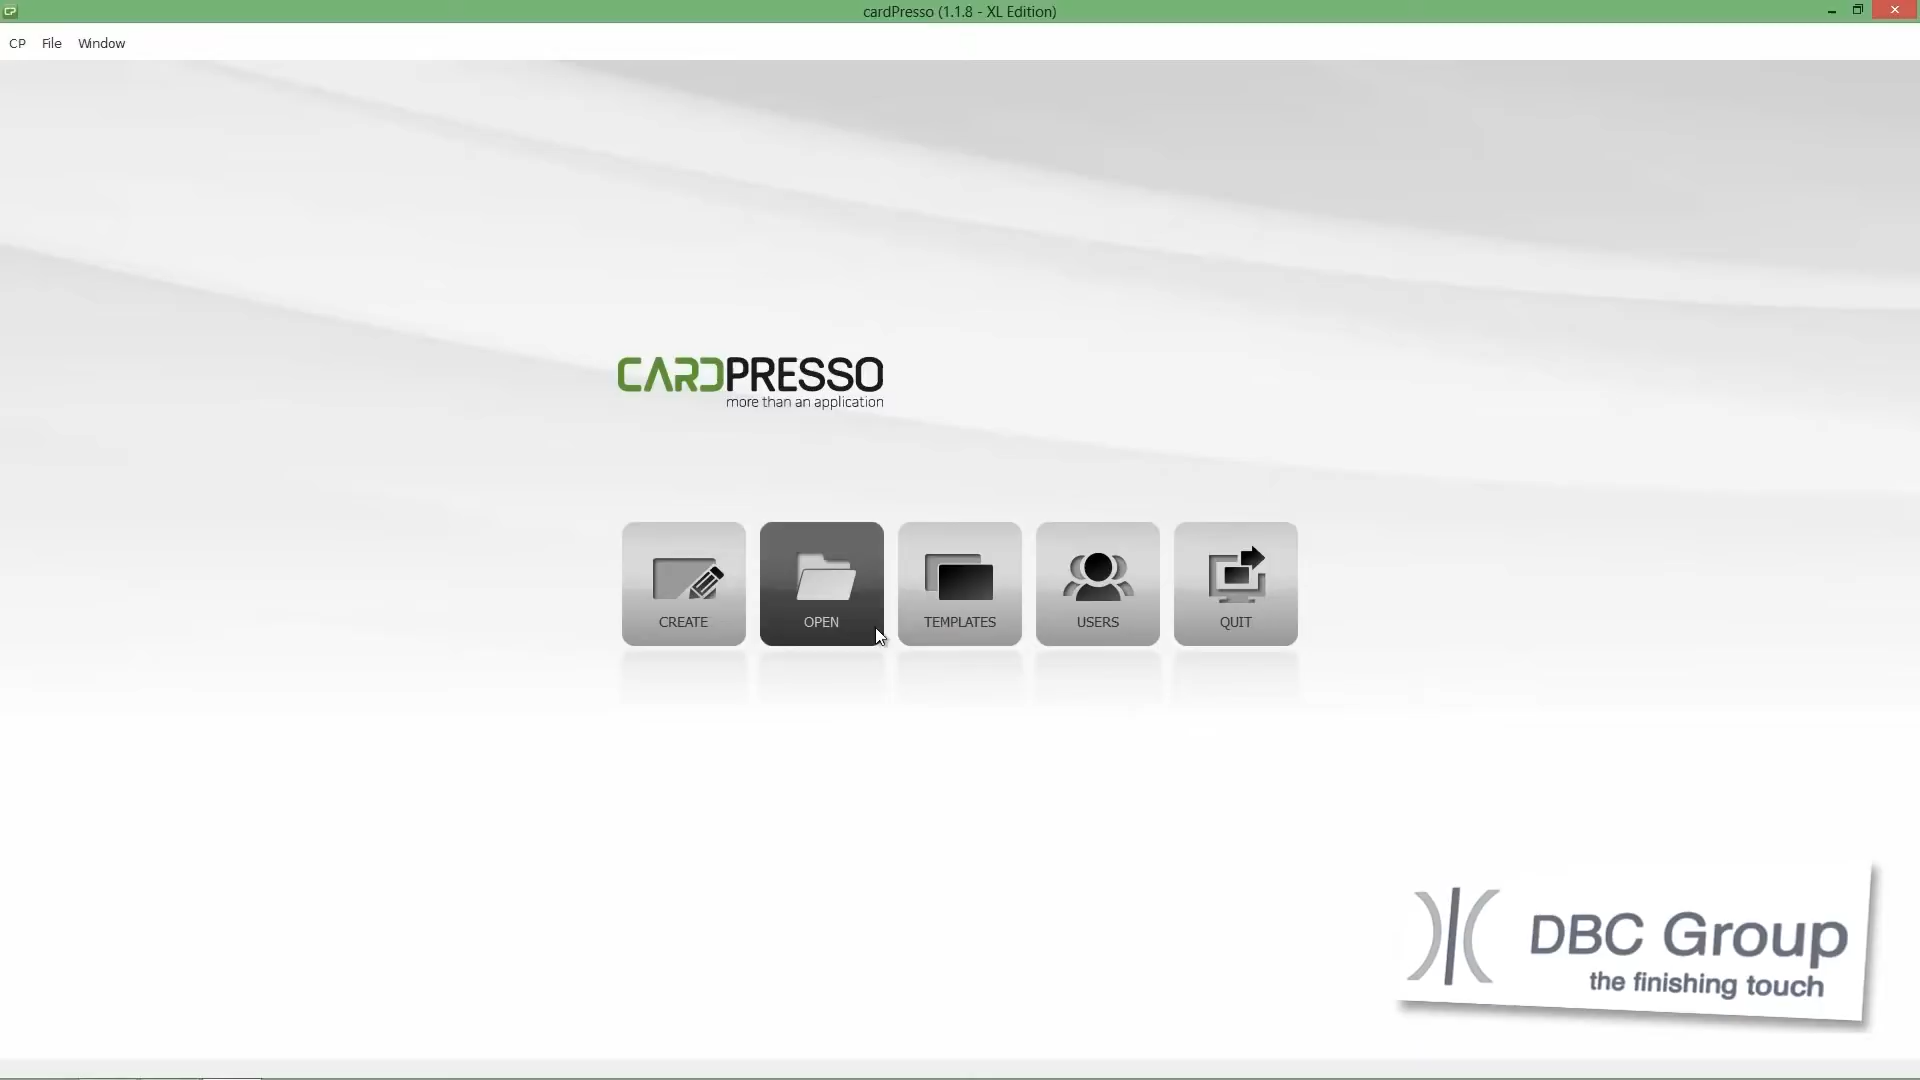 cardPresso (1.1.8 - XL Edition)
CP File Window
CARDPRESSO
more than an application
CREATE OPEN TEMPLATES USERS QUIT
DBC Group
the finishing touch